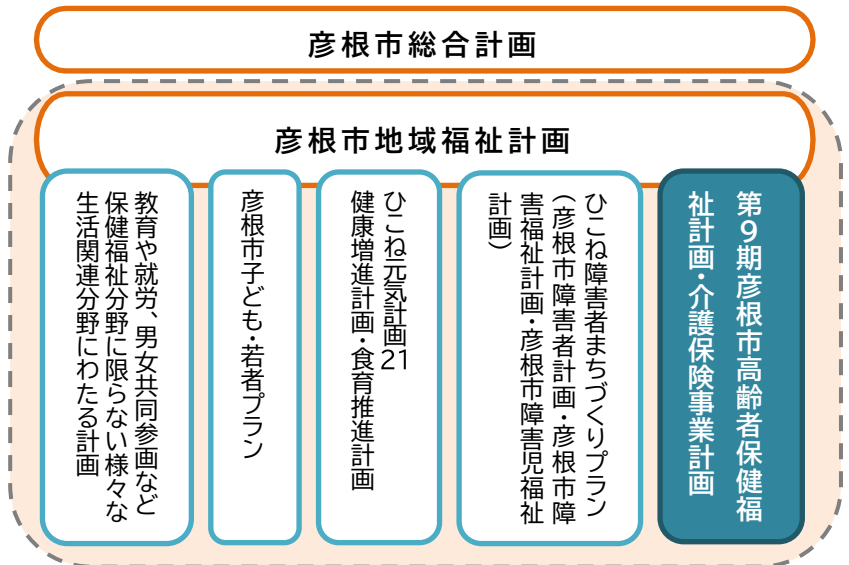 彦根市総合計画
彦根市地域福祉計画
第9期彦根市高齢者保健福
祉計画・介護保険事業計画
ひこね障害者まちづくりプラン
（彦根市障害者計画・彦根市障
害福祉計画・彦根市障害児福祉
計画）
ひこね元気計画21
健康増進計画・食育推進計画
彦根市子ども・若者プラン
教育や就労、男女共同参画など
保健福祉分野に限らない様々な
生活関連分野にわたる計画